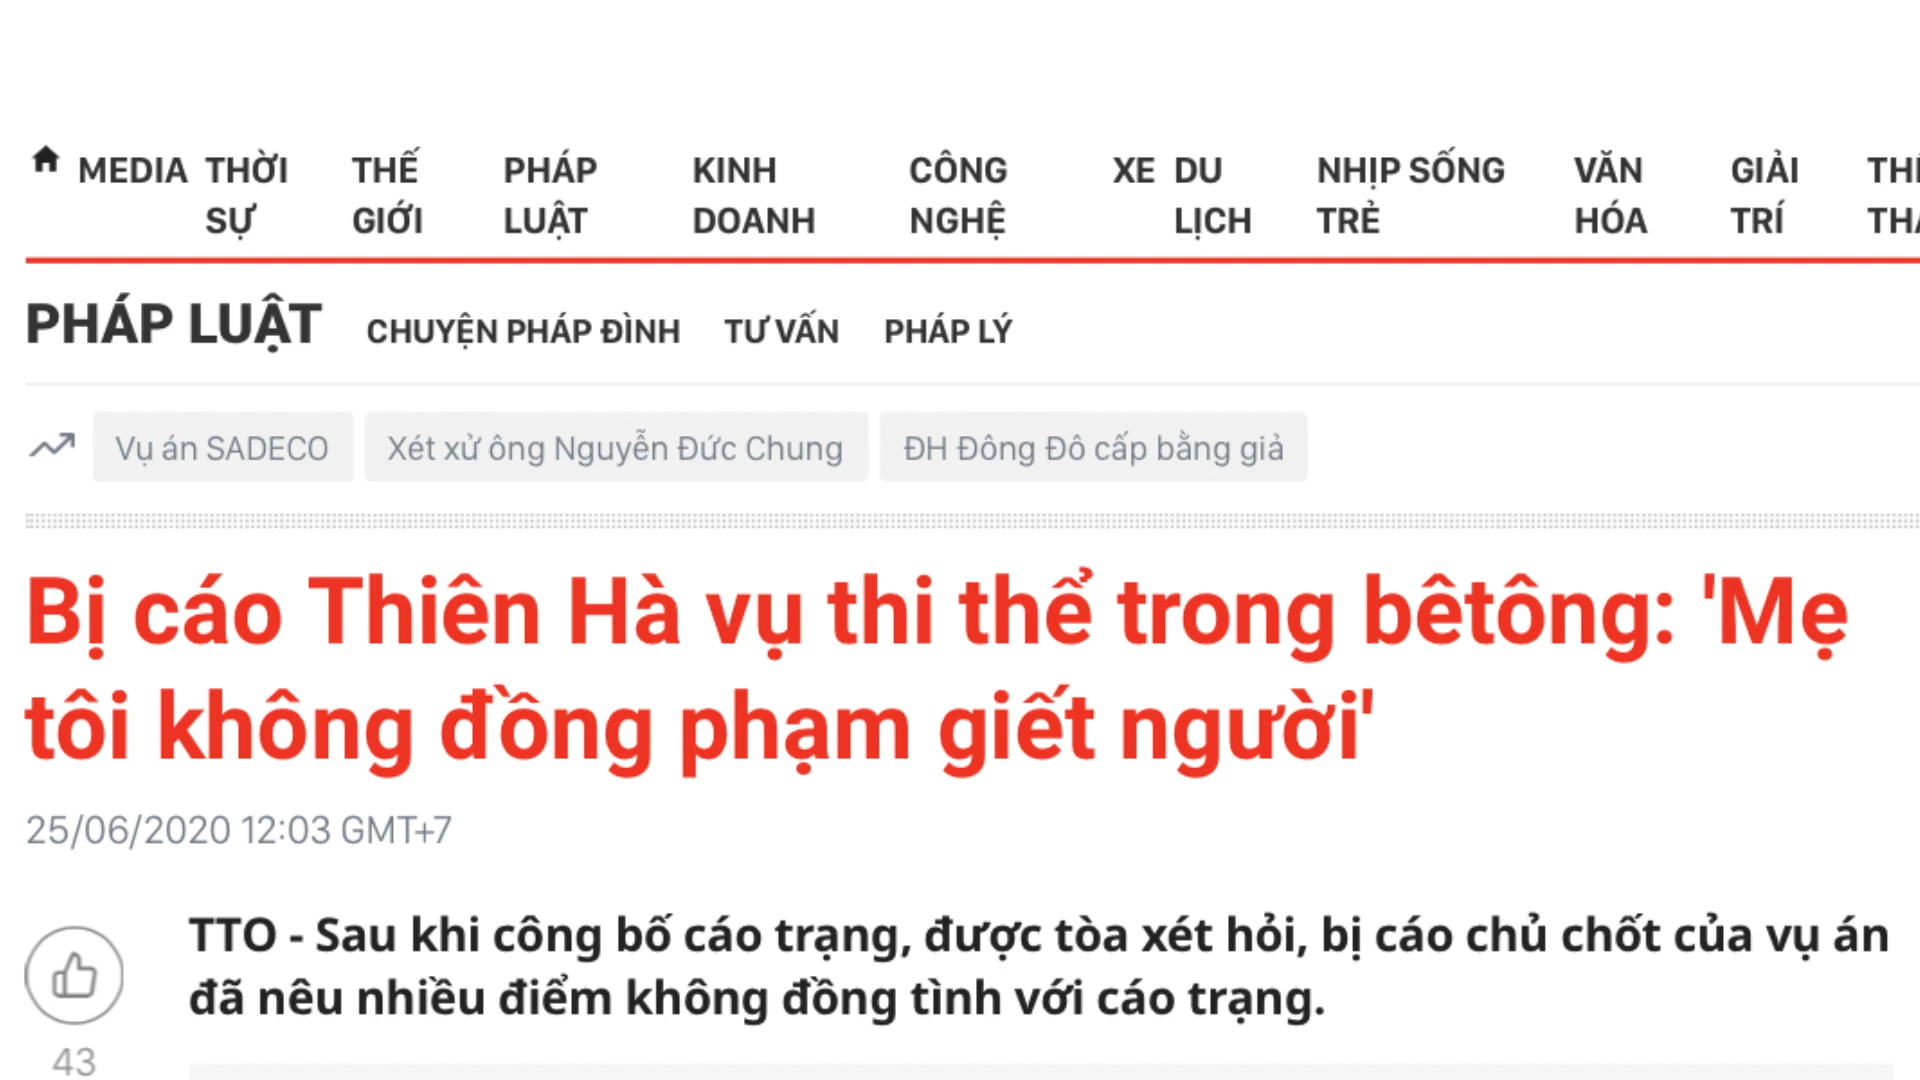 MEDIA THỜI SỰ THẾ GIỚI PHÁP LUẬT KINH DOANH CÔNG NGHỆ XE DU LỊCH NHỊP SỐNG TRẺ VĂN HÓA GIẢI TRÍ
PHÁP LUẬT CHUYỆN PHÁP ĐÌNH TƯ VẤN PHÁP LÝ
Vụ án SADECO Xét xử ông Nguyễn Đức Chung ĐH Đông Đô cấp bằng giả
Bị cáo Thiên Hà vụ thi thể trong bêtông: 'Mẹ
tôi không đồng phạm giết người'
25/06/2020 12:03 GMT+7
TTO - Sau khi công bố cáo trạng, được tòa xét hỏi, bị cáo chủ chốt của vụ án
đã nêu nhiều điểm không đồng tình với cáo trạng.
43